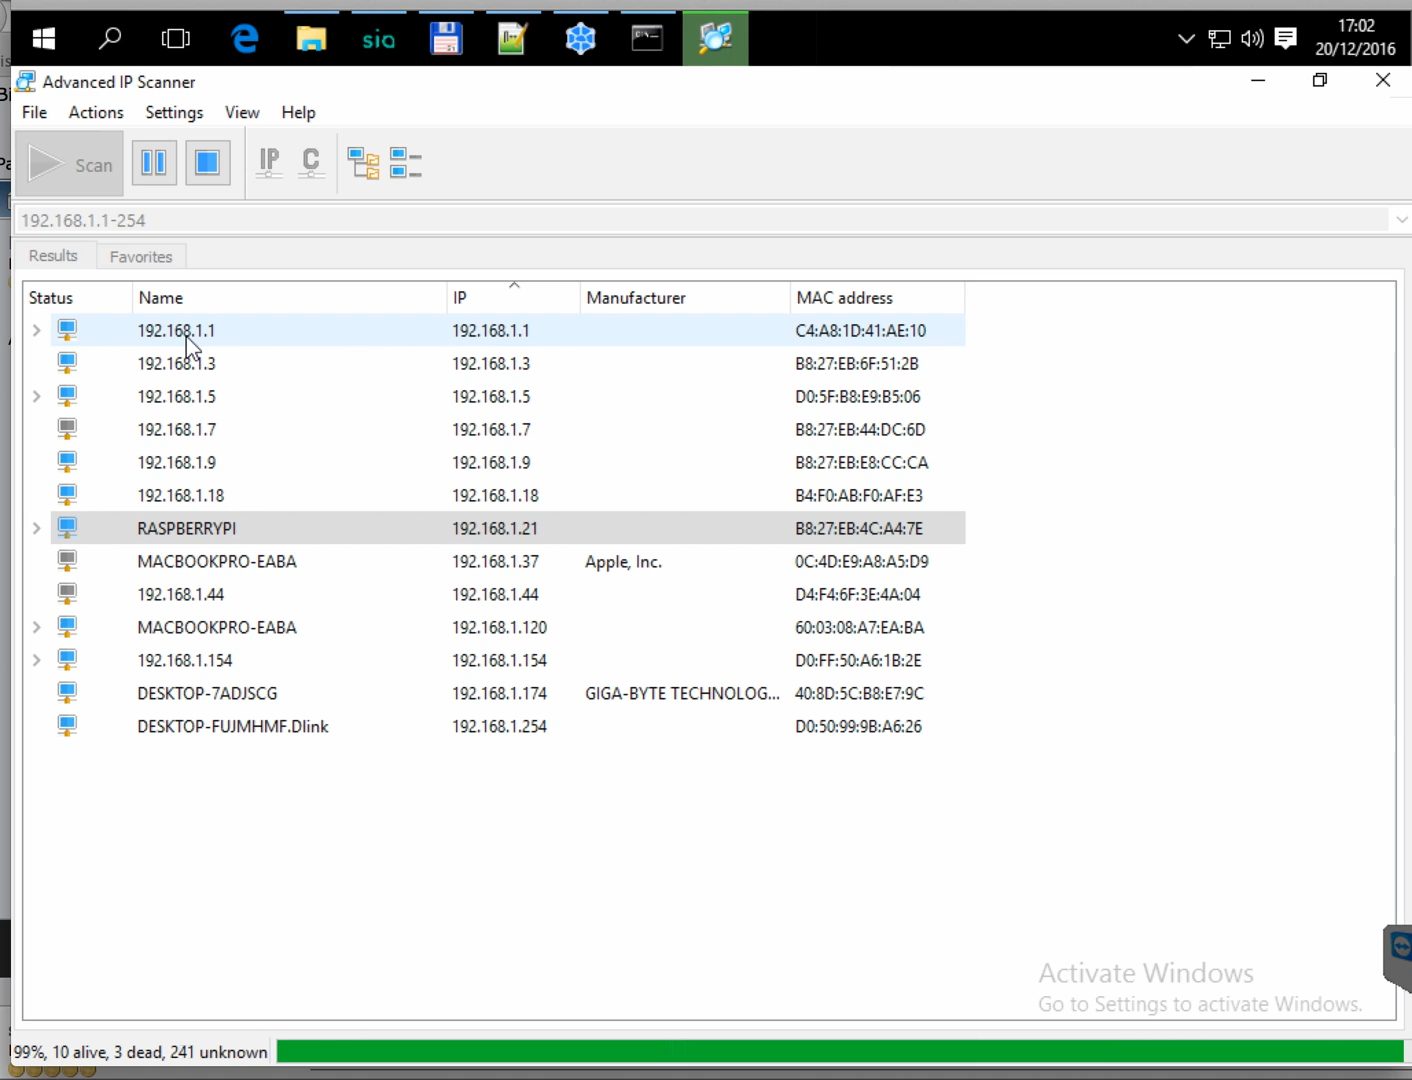 sia
17:02
20/12/2016
Advanced IP Scanner
File Actions Settings View Help
Scan
IP C
192.168.1.1-254
Results Favorites
Status Name IP Manufacturer MAC address
192.168.1.1 192.168.1.1 C4:A8:1D:41:AE:10
192.168.1.3 192.168.1.3 B8:27:EB:6F:51:2B
192.168.1.5 192.168.1.5 D0:5F:B8:E9:B5:06
192.168.1.7 192.168.1.7 B8:27:EB:44:DC:6D
192.168.1.9 192.168.1.9 B8:27:EB:E8:CC:CA
192.168.1.18 192.168.1.18 B4:F0:AB:F0:AF:E3
RASPBERRYPI 192.168.1.21 B8:27:EB:4C:A4:7E
MACBOOKPRO-EABA 192.168.1.37 Apple, Inc. 0C:4D:E9:A8:A5:D9
192.168.1.44 192.168.1.44 D4:F4:6F:3E:4A:04
MACBOOKPRO-EABA 192.168.1.120 60:03:08:A7:EA:BA
192.168.1.154 192.168.1.154 D0:FF:50:A6:1B:2E
DESKTOP-7ADJSCG 192.168.1.174 GIGA-BYTE TECHNOLOG... 40:8D:5C:B8:E7:9C
DESKTOP-FUJMHMF.Dlink 192.168.1.254 D0:50:99:9B:A6:26
Activate Windows
Go to Settings to activate Windows.
99%, 10 alive, 3 dead, 241 unknown